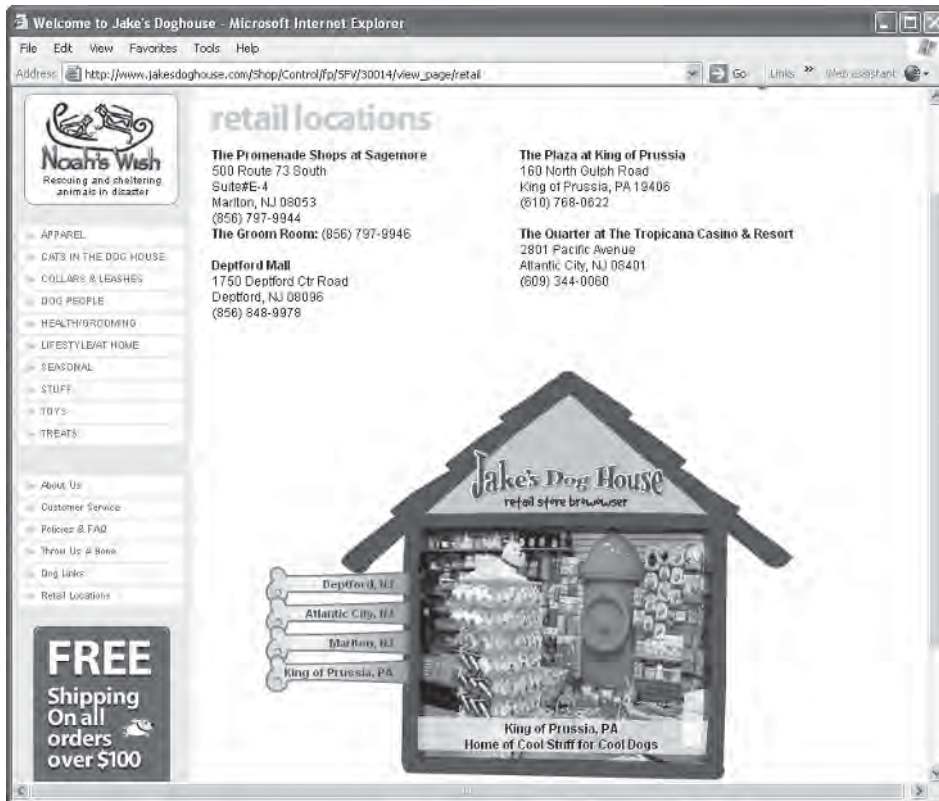 Welcome to Jake's Doghouse - Microsoft Internet Explorer
File Edit View Favorites Tools Help
Address http://www.jakesdoghouse.com/Shop/Control/fp/SFV/30014/view_page/retail Go Links » Web assistant
Noah's Wish
Rescuing and sheltering
animals in disaster
APPAREL
CATS IN THE DOG HOUSE
COLLARS & LEASHES
DOG PEOPLE
HEALTH/GROOMING
LIFESTYLE/AT HOME
SEASONAL
STUFF
TOYS
TREATS
About Us
Customer Service
Policies & FAQ
Throw Us A Bone
Dog Links
Retail Locations
FREE
Shipping
On all
orders
over $100
retail locations
The Promenade Shops at Sagemore
500 Route 73 South
Suite#E-4
Marlton, NJ 08053
(856) 797-9944
The Groom Room: (856) 797-9946
Deptford Mall
1750 Deptford Ctr Road
Deptford, NJ 08096
(856) 848-9978
The Plaza at King of Prussia
160 North Gulph Road
King of Prussia, PA 19406
(610) 768-0622
The Quarter at The Tropicana Casino & Resort
2801 Pacific Avenue
Atlantic City, NJ 08401
(609) 344-0060
Jake's Dog House
retail store browowser
Deptford, NJ
Atlantic City, NJ
Marlton, NJ
King of Prussia, PA
King of Prussia, PA
Home of Cool Stuff for Cool Dogs